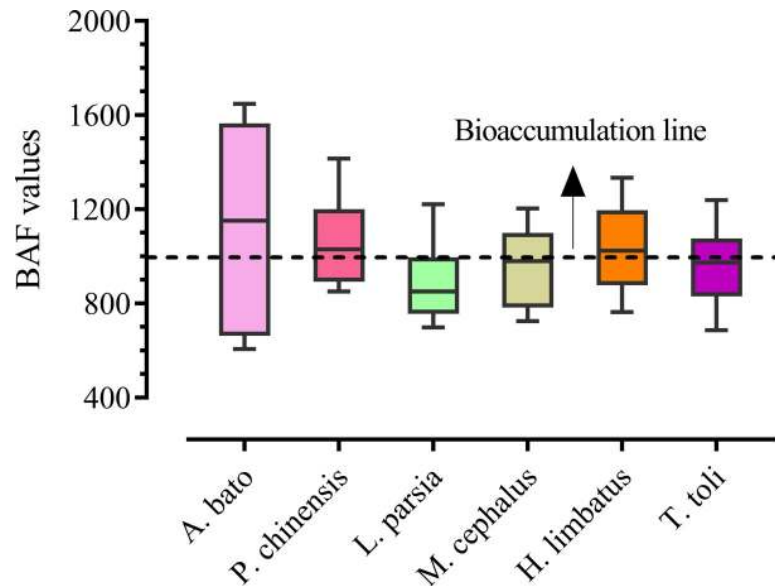 2000
1600
1200
800
400
BAF values
Bioaccumulation line
A. bato
P. chinensis
L. parsia
M. cephalus
H. limbatus
T. toli